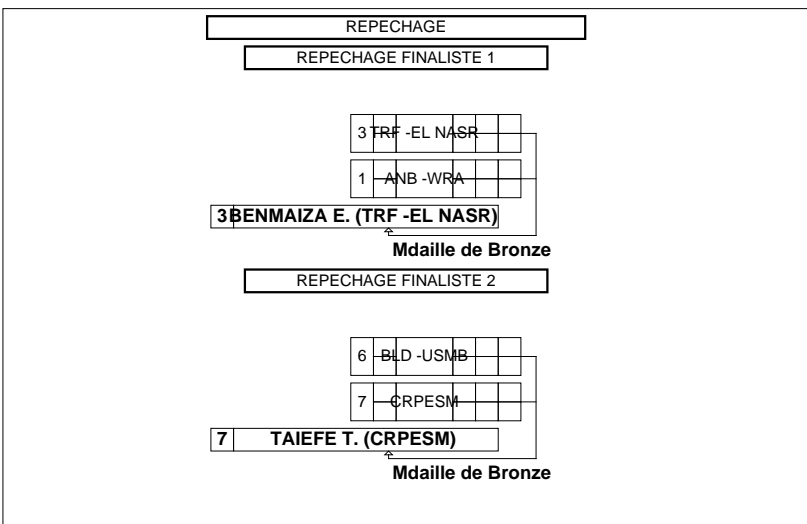 REPECHAGE
REPECHAGE FINALISTE 1
3 TRF -EL NASR
1 ANB -WRA
3 BENMAIZA E. (TRF -EL NASR)
Mdaille de Bronze
REPECHAGE FINALISTE 2
6 BLD -USMB
7 CRPESM
7 TAIEFE T. (CRPESM)
Mdaille de Bronze